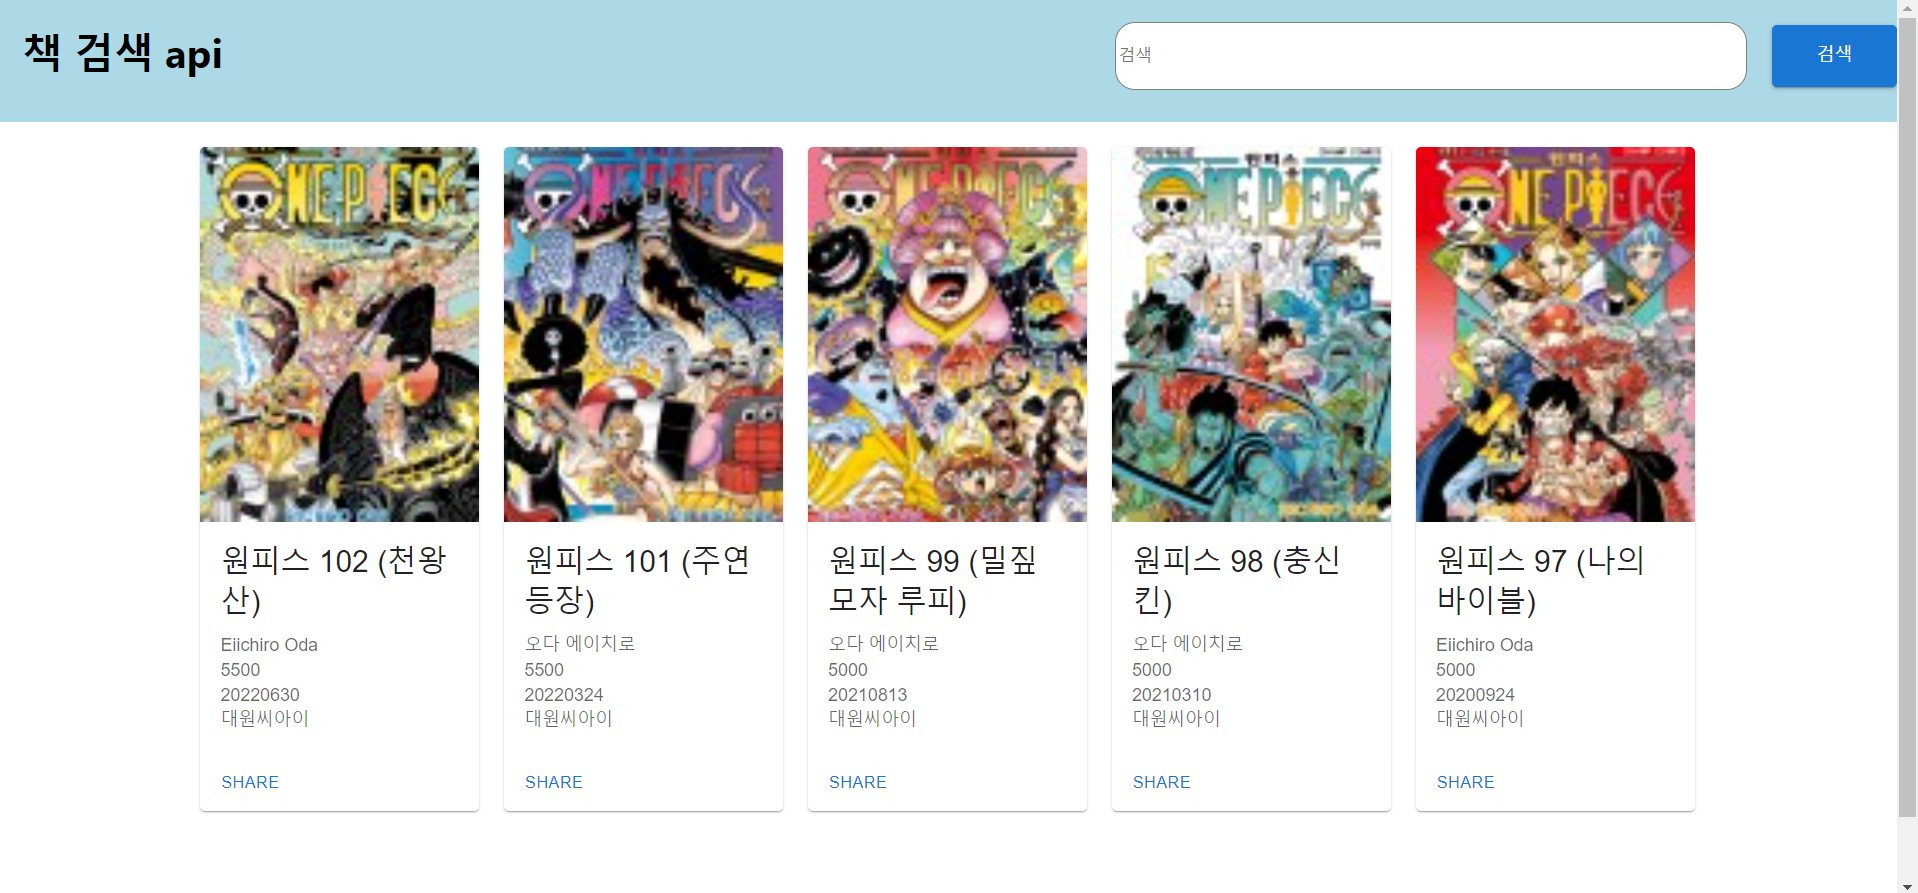 책 검색 api
검색
검색
ONE PIECE
ONE PIECE
ONE PIECE
원피스
ONE PIECE
ONE PIECE
원피스 102 (천왕
산)
Eiichiro Oda
5500
20220630
대원씨아이
SHARE
원피스 101 (주연
등장)
오다 에이치로
5500
20220324
대원씨아이
SHARE
원피스 99 (밀짚
모자 루피)
오다 에이치로
5000
20210813
대원씨아이
SHARE
원피스 98 (충신
킨)
오다 에이치로
5000
20210310
대원씨아이
SHARE
원피스 97 (나의
바이블)
Eiichiro Oda
5000
20200924
대원씨아이
SHARE